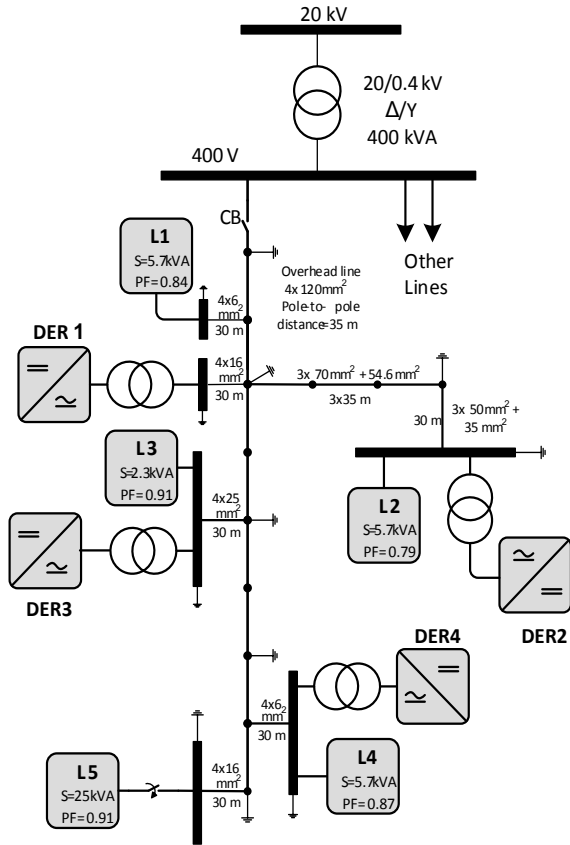 20 kV
20/0.4 kV
Δ/Y
400 kVA
400 V
CB
Other
Lines
L1
S=5.7kVA
PF=0.84
4x6
mm²
30 m
Overhead line
4x 120mm²
Pole-to- pole
distance=35 m
DER 1
4x16
mm²
30 m
3x 70mm² + 54.6 mm²
3x35 m
30 m
3x 50mm² +
35 mm²
L3
S=2.3kVA
PF=0.91
4x25
mm²
30 m
DER3
L2
S=5.7kVA
PF=0.79
DER2
DER4
4x6
mm²
30 m
L4
S=5.7kVA
PF=0.87
L5
S=25kVA
PF=0.91
4x16
mm²
30 m